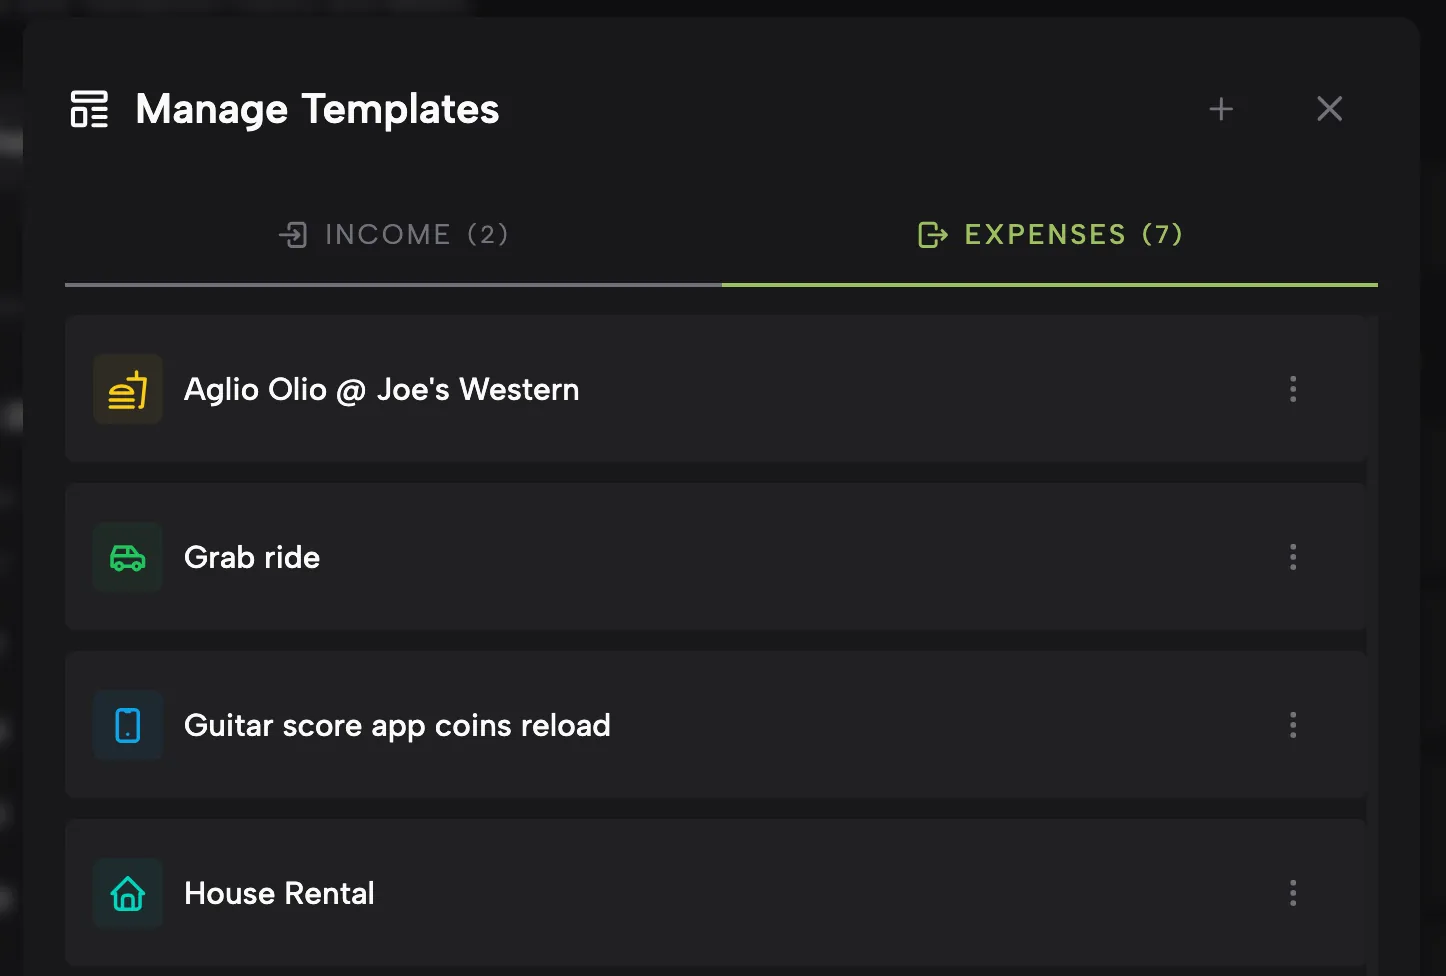 Manage Templates
INCOME (2)
EXPENSES (7)
Aglio Olio @ Joe's Western
Grab ride
Guitar score app coins reload
House Rental